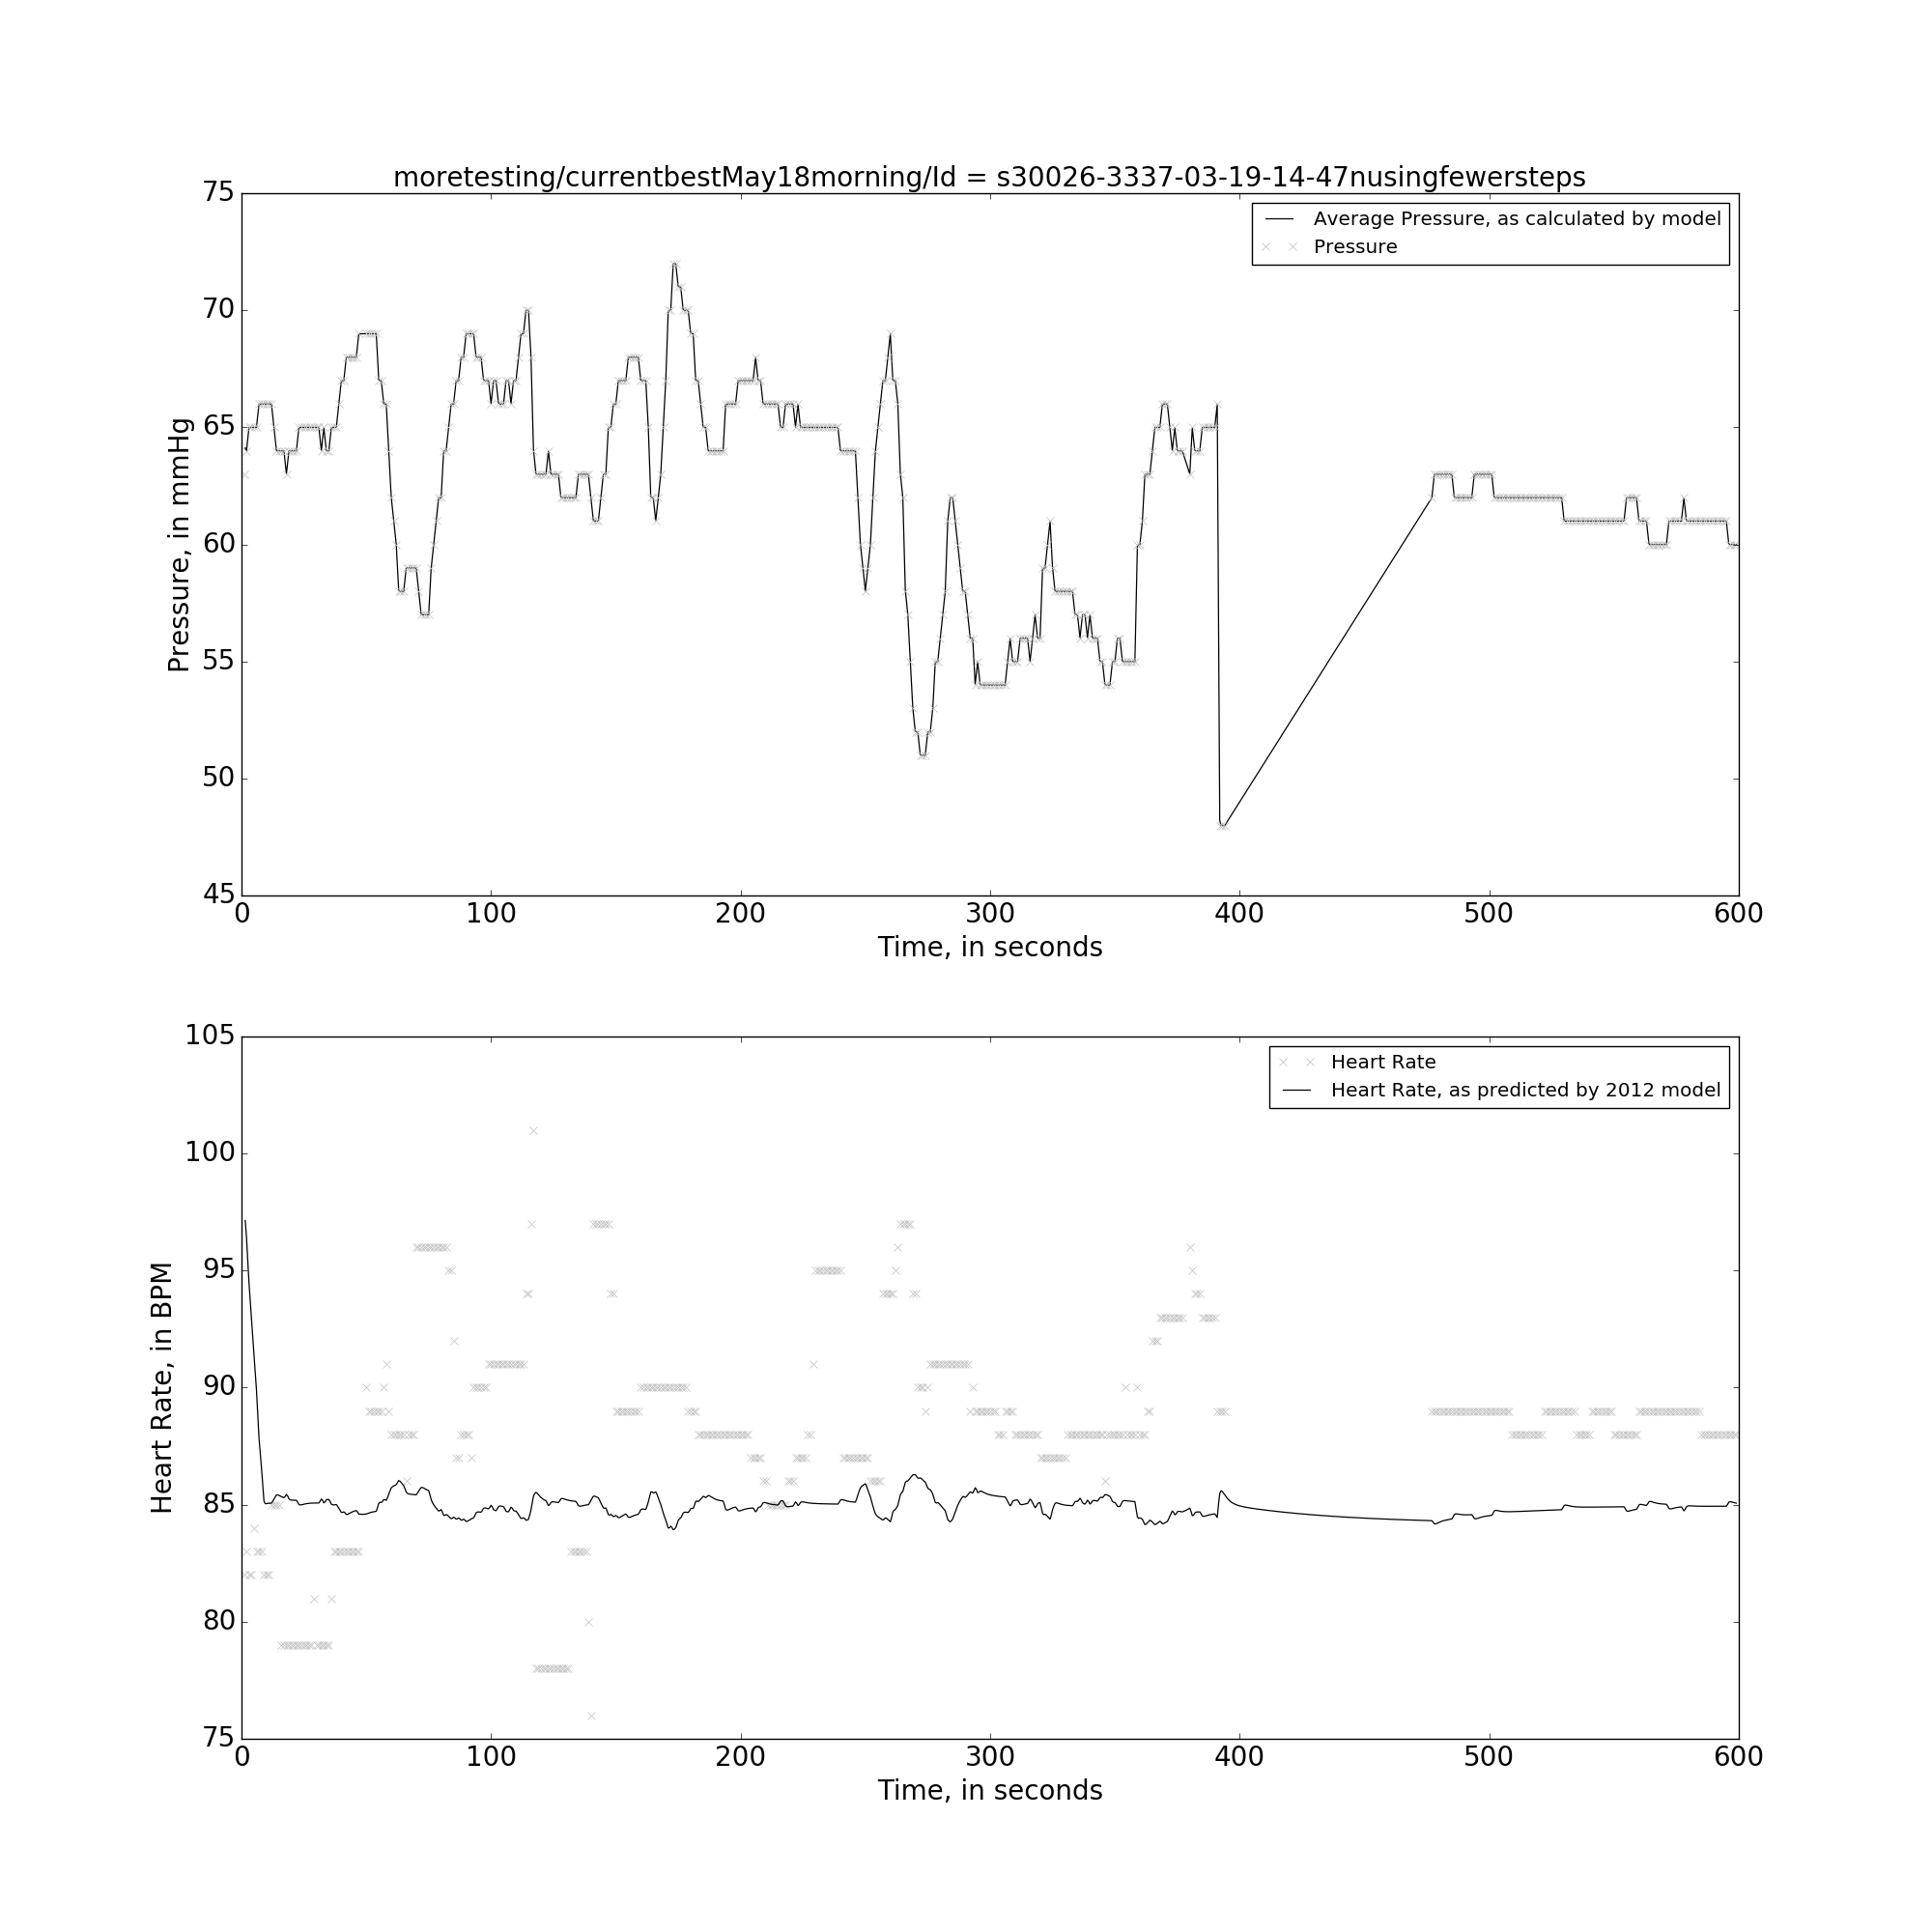 moretesting/currentbestMay18morning/Id = s30026-3337-03-19-14-47nusingfewersteps
75
70
65
60
55
50
45
Pressure, in mmHg
Average Pressure, as calculated by model
Pressure
0 100 200 300 400 500 600
Time, in seconds
105
100
95
90
85
80
75
Heart Rate, in BPM
Heart Rate
Heart Rate, as predicted by 2012 model
0 100 200 300 400 500 600
Time, in seconds